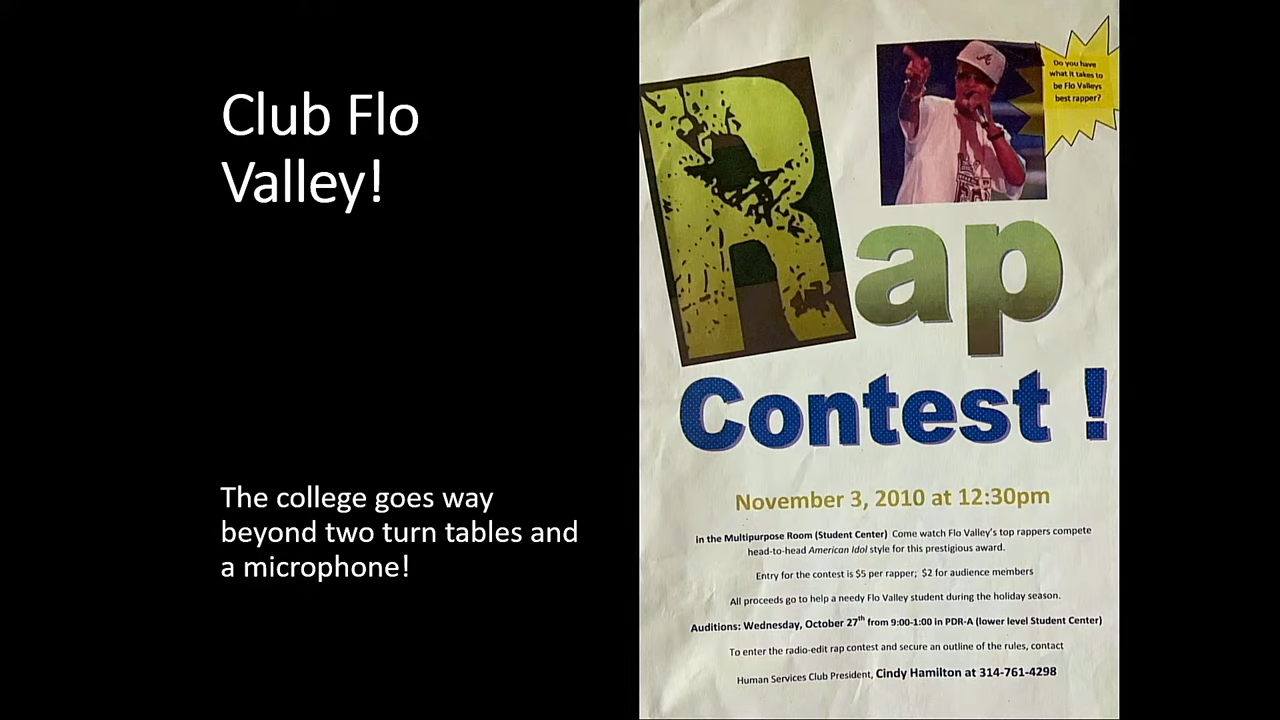 Club Flo
Valley!
The college goes way
beyond two turn tables and
a microphone!
Do you have
what it takes to
be Flo Valleys
best rapper?
A
Rap
Contest !
November 3, 2010 at 12:30pm
in the Multipurpose Room (Student Center) Come watch Flo Valley's top rappers compete
head-to-head American Idol style for this prestigious award.
Entry for the contest is $5 per rapper; $2 for audience members
All proceeds go to help a needy Flo Valley student during the holiday season.
Auditions: Wednesday, October 27th from 9:00-1:00 in PDR-A (lower level Student Center)
To enter the radio-edit rap contest and secure an outline of the rules, contact
Human Services Club President, Cindy Hamilton at 314-761-4298